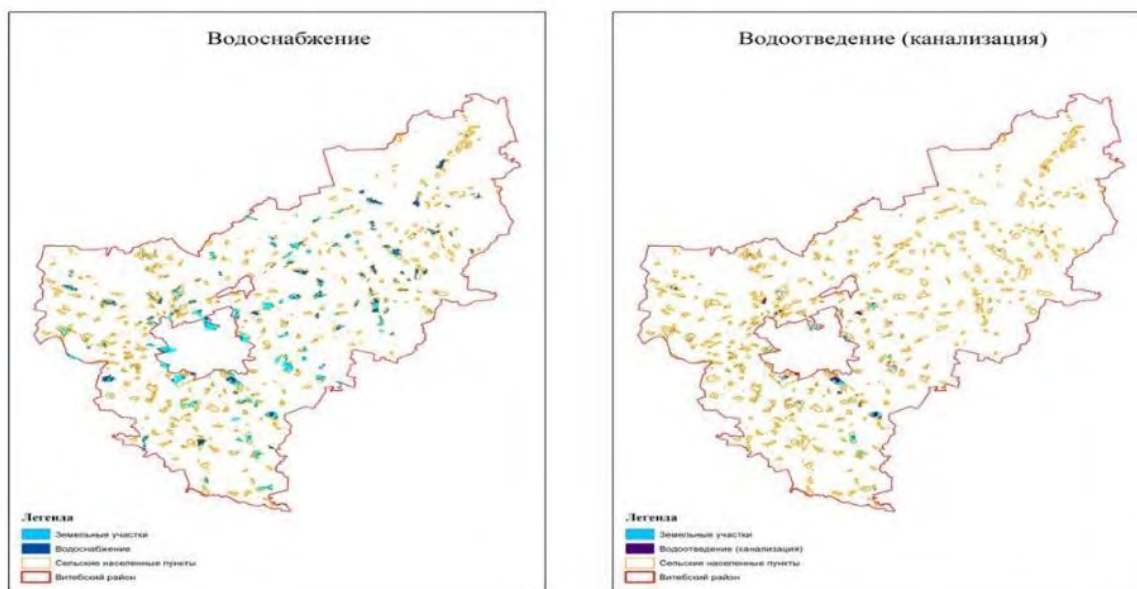 Водоснабжение
Легенда
Земельные участки
Водоснабжение
Сельские населенные пункты
Витебский район
Водоотведение (канализация)
Легенда
Земельные участки
Водоотведение (канализация)
Сельские населенные пункты
Витебский район